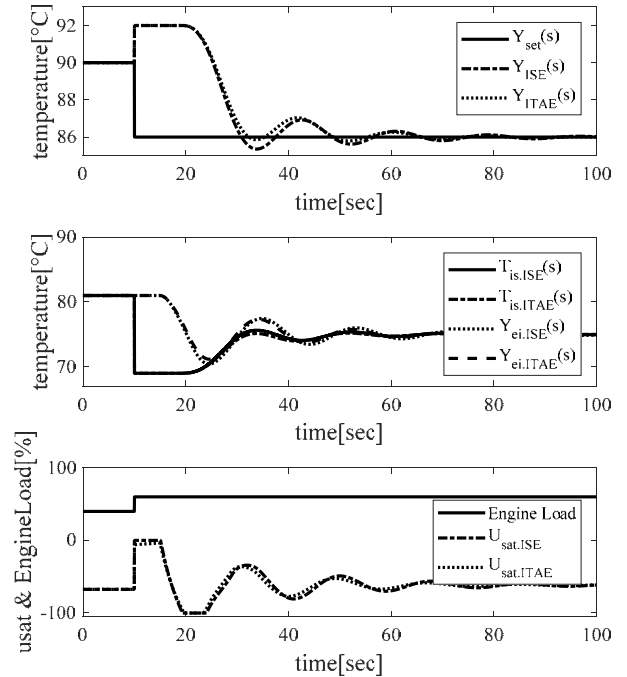 temperature[°C]
92
90
88
86
Y_set(s)
Y_ISE(s)
Y_ITAE(s)
0 20 40 60 80 100
time[sec]
temperature[°C]
90
80
70
T_is.ISE(s)
T_is.ITAE(s)
Y_ei.ISE(s)
Y_ei.ITAE(s)
0 20 40 60 80 100
time[sec]
usat & EngineLoad[%]
100
0
-100
Engine Load
U_sat.ISE
U_sat.ITAE
0 20 40 60 80 100
time[sec]